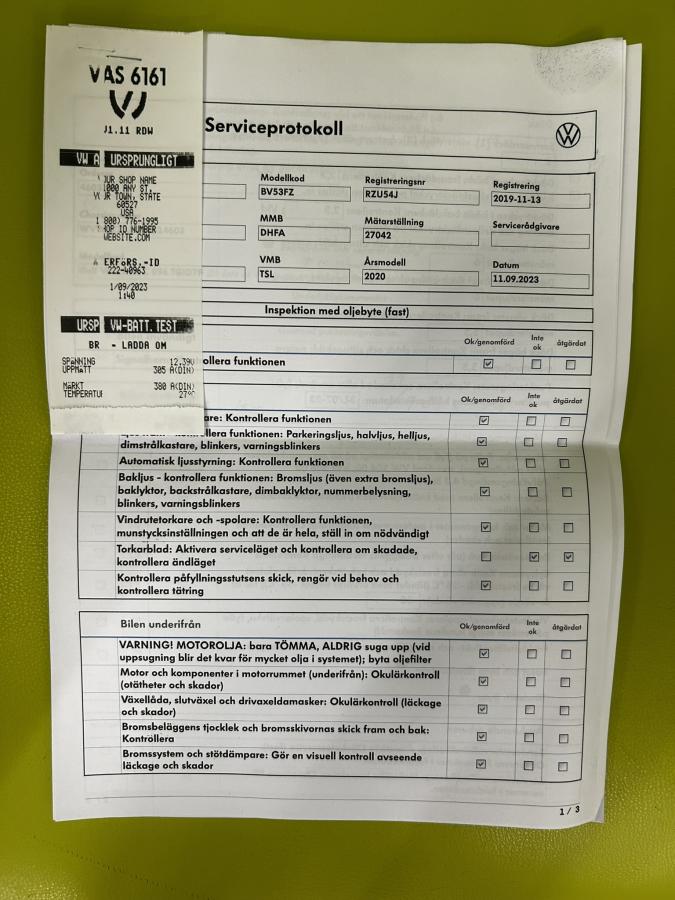 VAS 6161
01.11 RDW
VW A URSPRUNGLIGT
YOUR SHOP NAME
1000 ANY ST.
YOUR TOWN, STATE
60527
USA
1 800) 776-1995
SHOP ID NUMBER
WEBSITE.COM
ÅERFÖRS.-ID
222-40963
1/09/2023
1:40
URSP VW-BATT.TEST
BR - LADDA OM
SPÄNNING 12.39V
UPPMÄTT 305 A(DIN)
MÄRKT 380 A(DIN)
TEMPERATUR 27°C
Serviceprotokoll
Modellkod Registreringsnr Registrering
BV53FZ RZU54J 2019-11-13
MMB Mätarställning Servicerådgivare
DHFA 27042
VMB Årsmodell Datum
TSL 2020 11.09.2023
Inspektion med oljebyte (fast)
Ok/genomförd Inte ok åtgärdat
ollera funktionen
Ok/genomförd Inte ok åtgärdat
are: Kontrollera funktionen
llera funktionen: Parkeringsljus, halvljus, helljus,
dimstrålkastare, blinkers, varningsblinkers
Automatisk ljusstyrning: Kontrollera funktionen
Bakljus - kontrollera funktionen: Bromsljus (även extra bromsljus),
baklyktor, backstrålkastare, dimbaklyktor, nummerbelysning,
blinkers, varningsblinkers
Vindrutetorkare och -spolare: Kontrollera funktionen,
munstycksinställningen och att de är hela, ställ in om nödvändigt
Torkarblad: Aktivera serviceläget och kontrollera om skadade,
kontrollera ändläget
Kontrollera påfyllningsstutsens skick, rengör vid behov och
kontrollera tätring
Bilen underifrån Ok/genomförd Inte ok åtgärdat
VARNING! MOTOROLJA: bara TÖMMA, ALDRIG suga upp (vid
uppsugning blir det kvar för mycket olja i systemet); byta oljefilter
Motor och komponenter i motorrummet (underifrån): Okulärkontroll
(otätheter och skador)
Växellåda, slutväxel och drivaxeldamasker: Okulärkontroll (läckage
och skador)
Bromsbeläggens tjocklek och bromsskivornas skick fram och bak:
Kontrollera
Bromssystem och stötdämpare: Gör en visuell kontroll avseende
läckage och skador
1 / 3